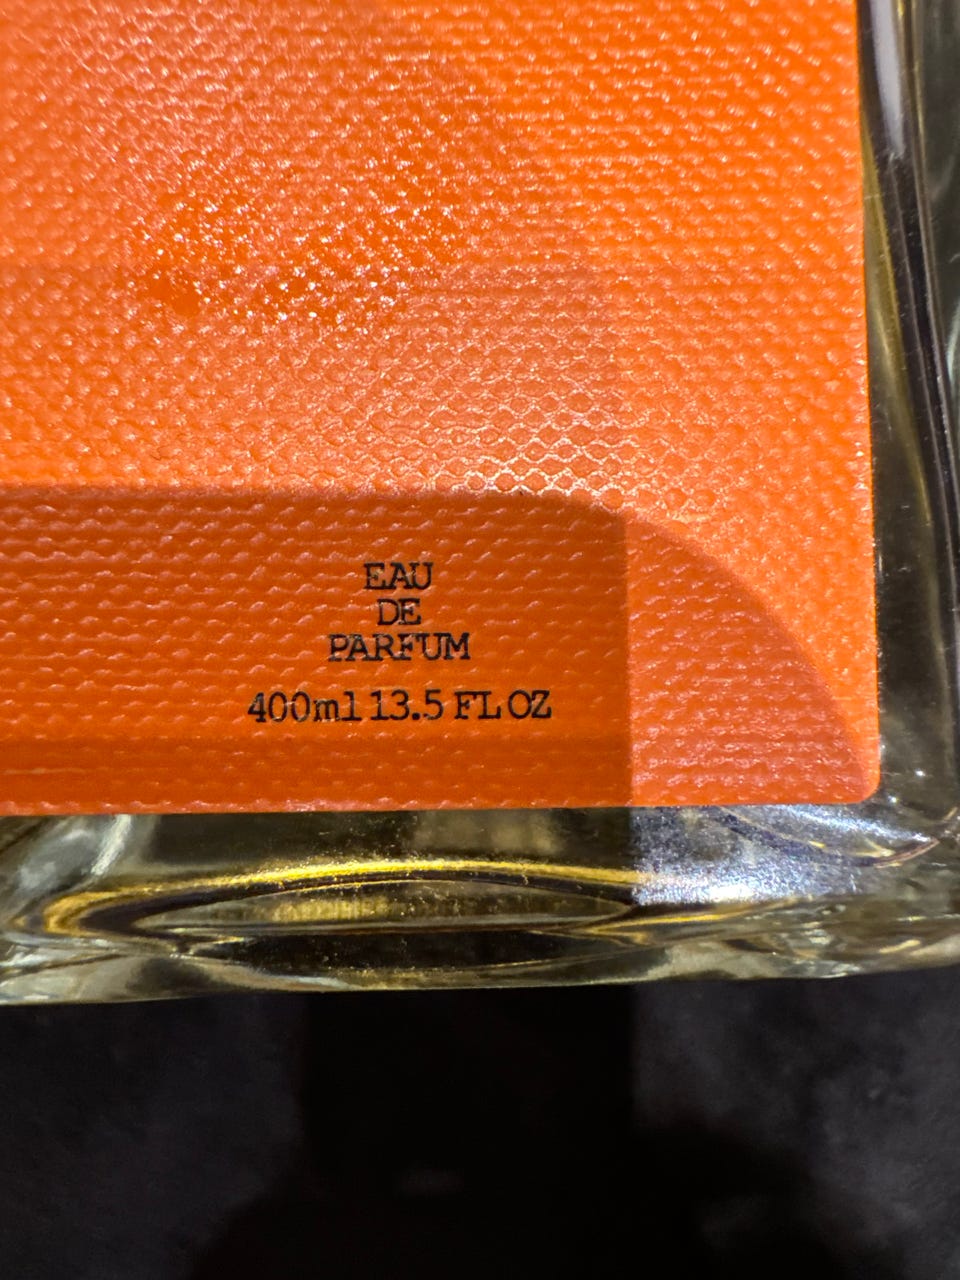 EAU
DE
PARFUM
400ml 13.5 FL OZ